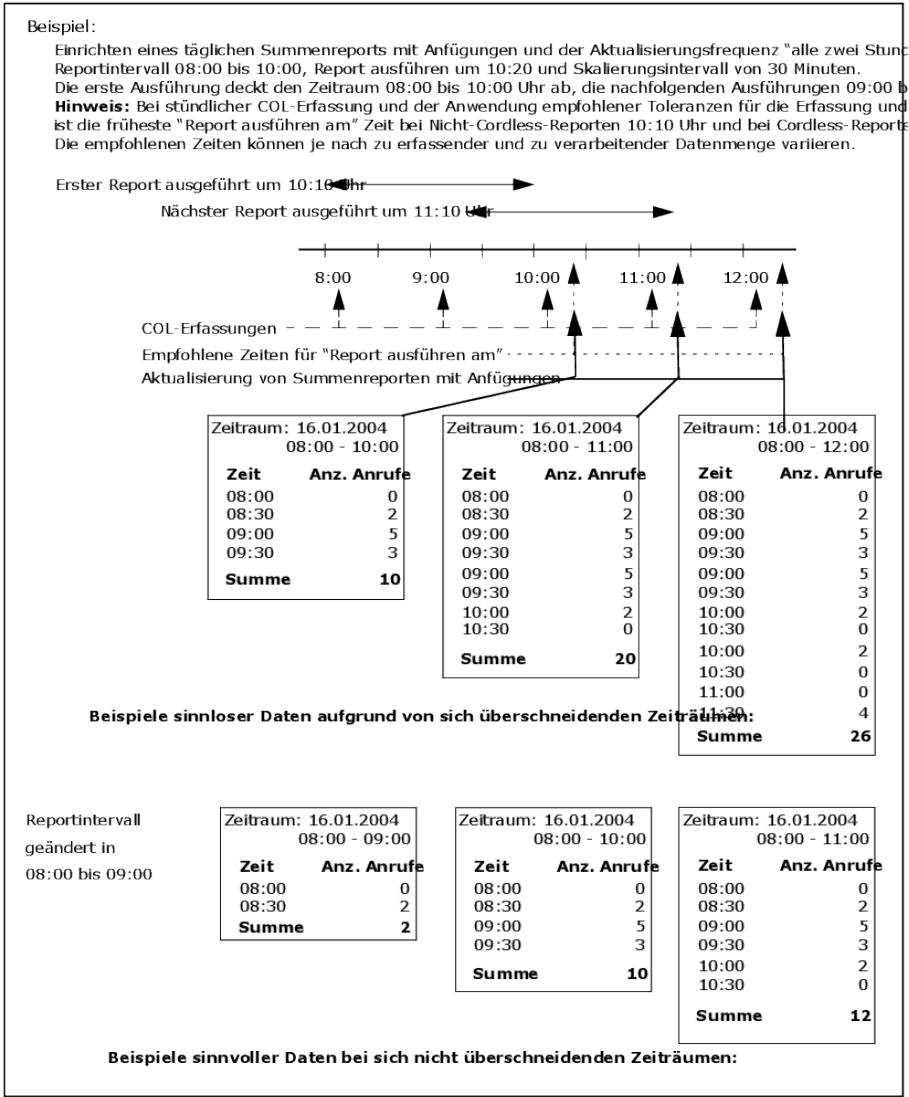 Beispiel:
Einrichten eines täglichen Summenreports mit Anfügungen und der Aktualisierungsfrequenz “alle zwei Stund
Reportintervall 08:00 bis 10:00, Report ausführen um 10:20 und Skalierungsintervall von 30 Minuten.
Die erste Ausführung deckt den Zeitraum 08:00 bis 10:00 Uhr ab, die nachfolgenden Ausführungen 09:00 b
Hinweis: Bei stündlicher COL-Erfassung und der Anwendung empfohlener Toleranzen für die Erfassung und
ist die früheste “Report ausführen am” Zeit bei Nicht-Cordless-Reporten 10:10 Uhr und bei Cordless-Reporte
Die empfohlenen Zeiten können je nach zu erfassender und zu verarbeitender Datenmenge variieren.
Erster Report ausgeführt um 10:10 Uhr
Nächster Report ausgeführt um 11:10 Uhr
8:00 9:00 10:00 11:00 12:00
COL-Erfassungen
Empfohlene Zeiten für “Report ausführen am”
Aktualisierung von Summenreporten mit Anfügungen
Zeitraum: 16.01.2004
08:00 - 10:00
Zeit Anz. Anrufe
08:00 0
08:30 2
09:00 5
09:30 3
Summe 10
Zeitraum: 16.01.2004
08:00 - 11:00
Zeit Anz. Anrufe
08:00 0
08:30 2
09:00 5
09:30 3
09:00 5
09:30 3
10:00 2
10:30 0
Summe 20
Zeitraum: 16.01.2004
08:00 - 12:00
Zeit Anz. Anrufe
08:00 0
08:30 2
09:00 5
09:30 3
09:00 5
09:30 3
10:00 2
10:30 0
10:00 2
10:30 0
11:00 0
11:30 4
Summe 26
Beispiele sinnloser Daten aufgrund von sich überschneidenden Zeiträumen:
Reportintervall
geändert in
08:00 bis 09:00
Zeitraum: 16.01.2004
08:00 - 09:00
Zeit Anz. Anrufe
08:00 0
08:30 2
Summe 2
Zeitraum: 16.01.2004
08:00 - 10:00
Zeit Anz. Anrufe
08:00 0
08:30 2
09:00 5
09:30 3
Summe 10
Zeitraum: 16.01.2004
08:00 - 11:00
Zeit Anz. Anrufe
08:00 0
08:30 2
09:00 5
09:30 3
10:00 2
10:30 0
Summe 12
Beispiele sinnvoller Daten bei sich nicht überschneidenden Zeiträumen: